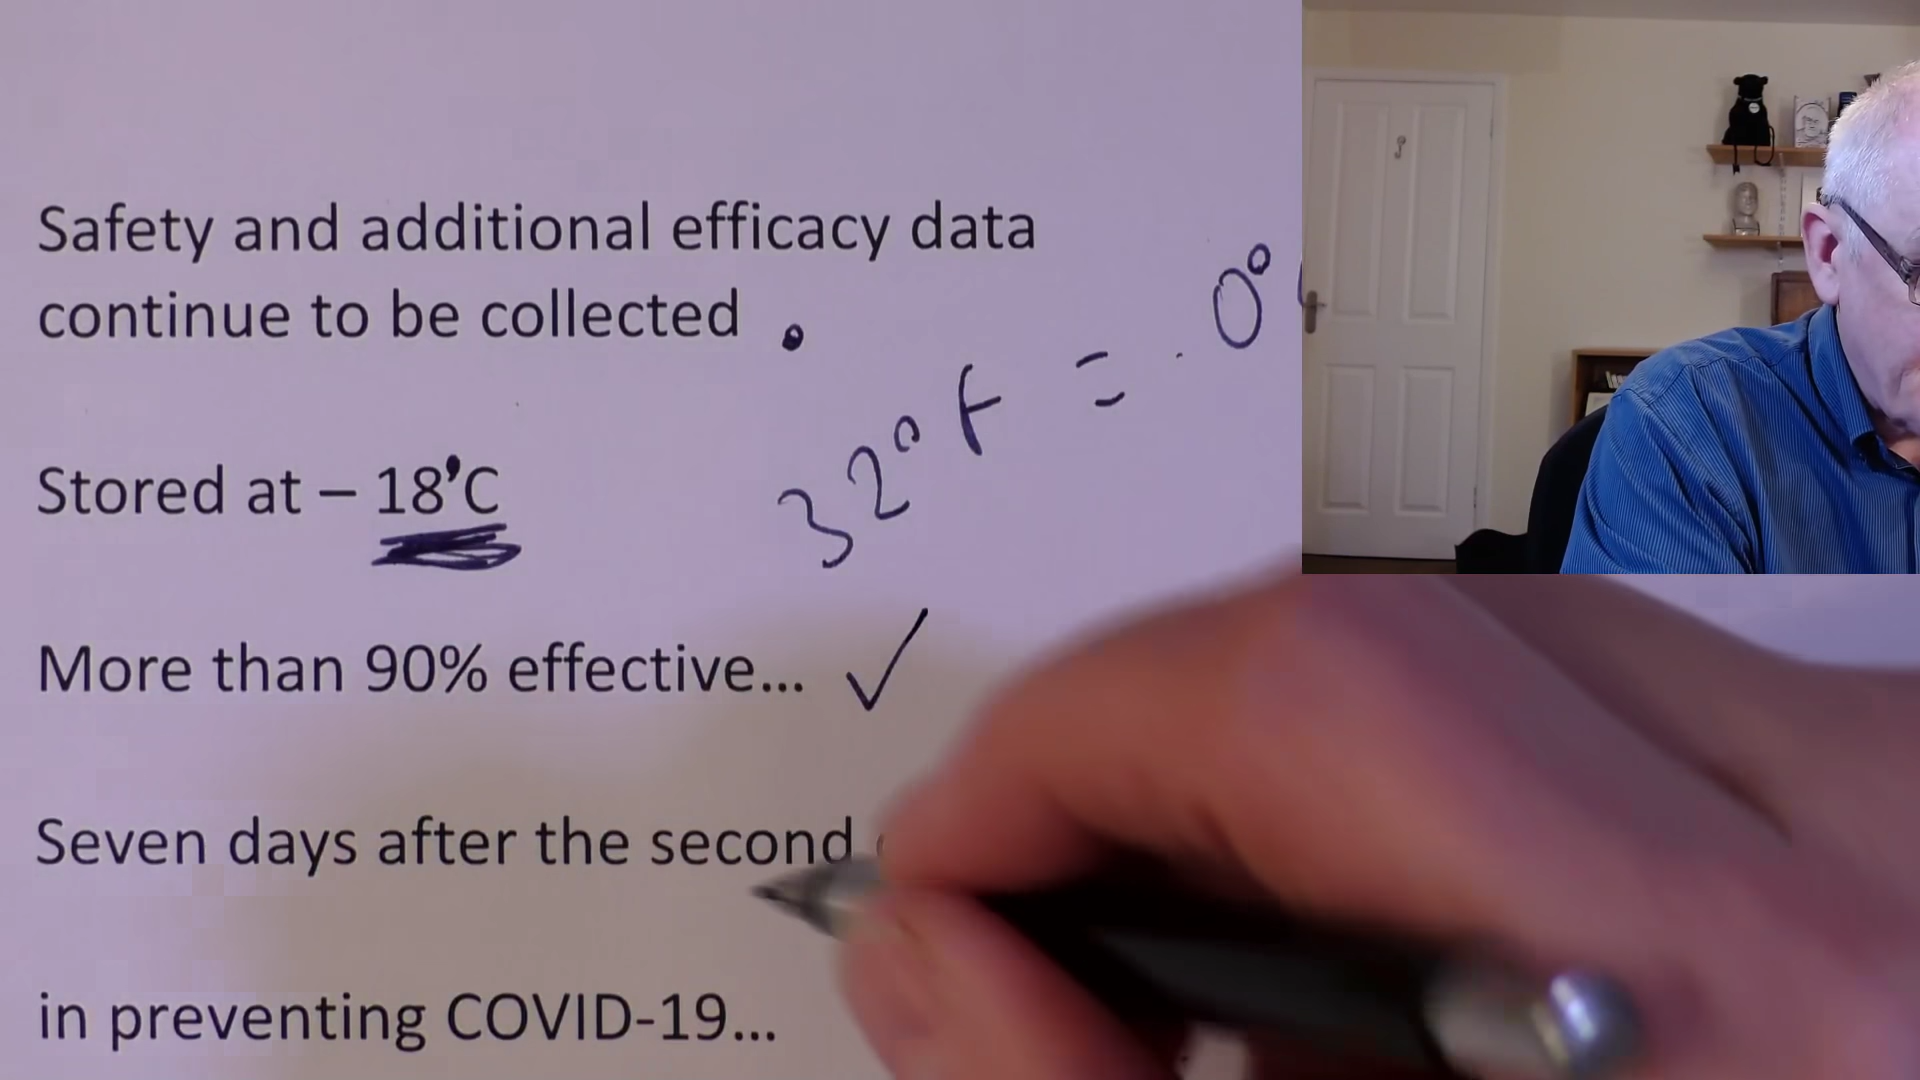 Safety and additional efficacy data
continue to be collected
32°F = 0°
Stored at – 18°C
More than 90% effective...
Seven days after the second
in preventing COVID-19...